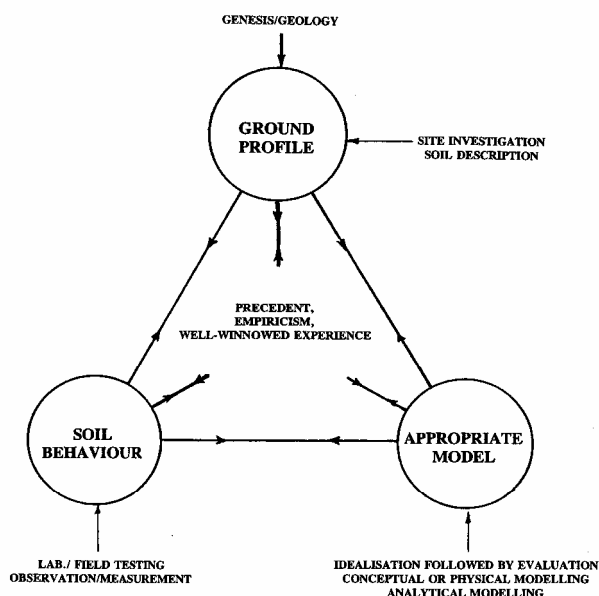 GENESIS/GEOLOGY
GROUND
PROFILE
SITE INVESTIGATION
SOIL DESCRIPTION
PRECEDENT,
EMPIRICISM,
WELL-WINNOWED EXPERIENCE
SOIL
BEHAVIOUR
APPROPRIATE
MODEL
LAB./ FIELD TESTING
OBSERVATION/MEASUREMENT
IDEALISATION FOLLOWED BY EVALUATION
CONCEPTUAL OR PHYSICAL MODELLING
ANALYTICAL MODELLING